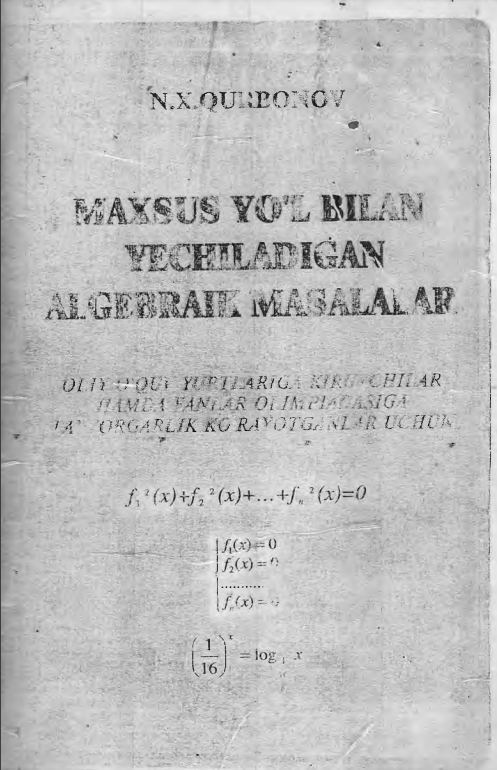 N.X.QURBONOV
MAXSUS YO'L BILAN
YECHILADIGAN
ALGEBRAIK MASALALAR
OLIY O'QUV YURTLARIGA KIRUVCHILAR
HAMDA FANLAR OLIMPIADASIGA
TAYYORGARLIK KO'RAYOTGANLAR UCHUN
f₁²(x)+f₂²(x)+...+fₙ²(x)=0
f₁(x) = 0
f₂(x) = 0
..........
fₙ(x) = 0
(1/16)ˣ = log x